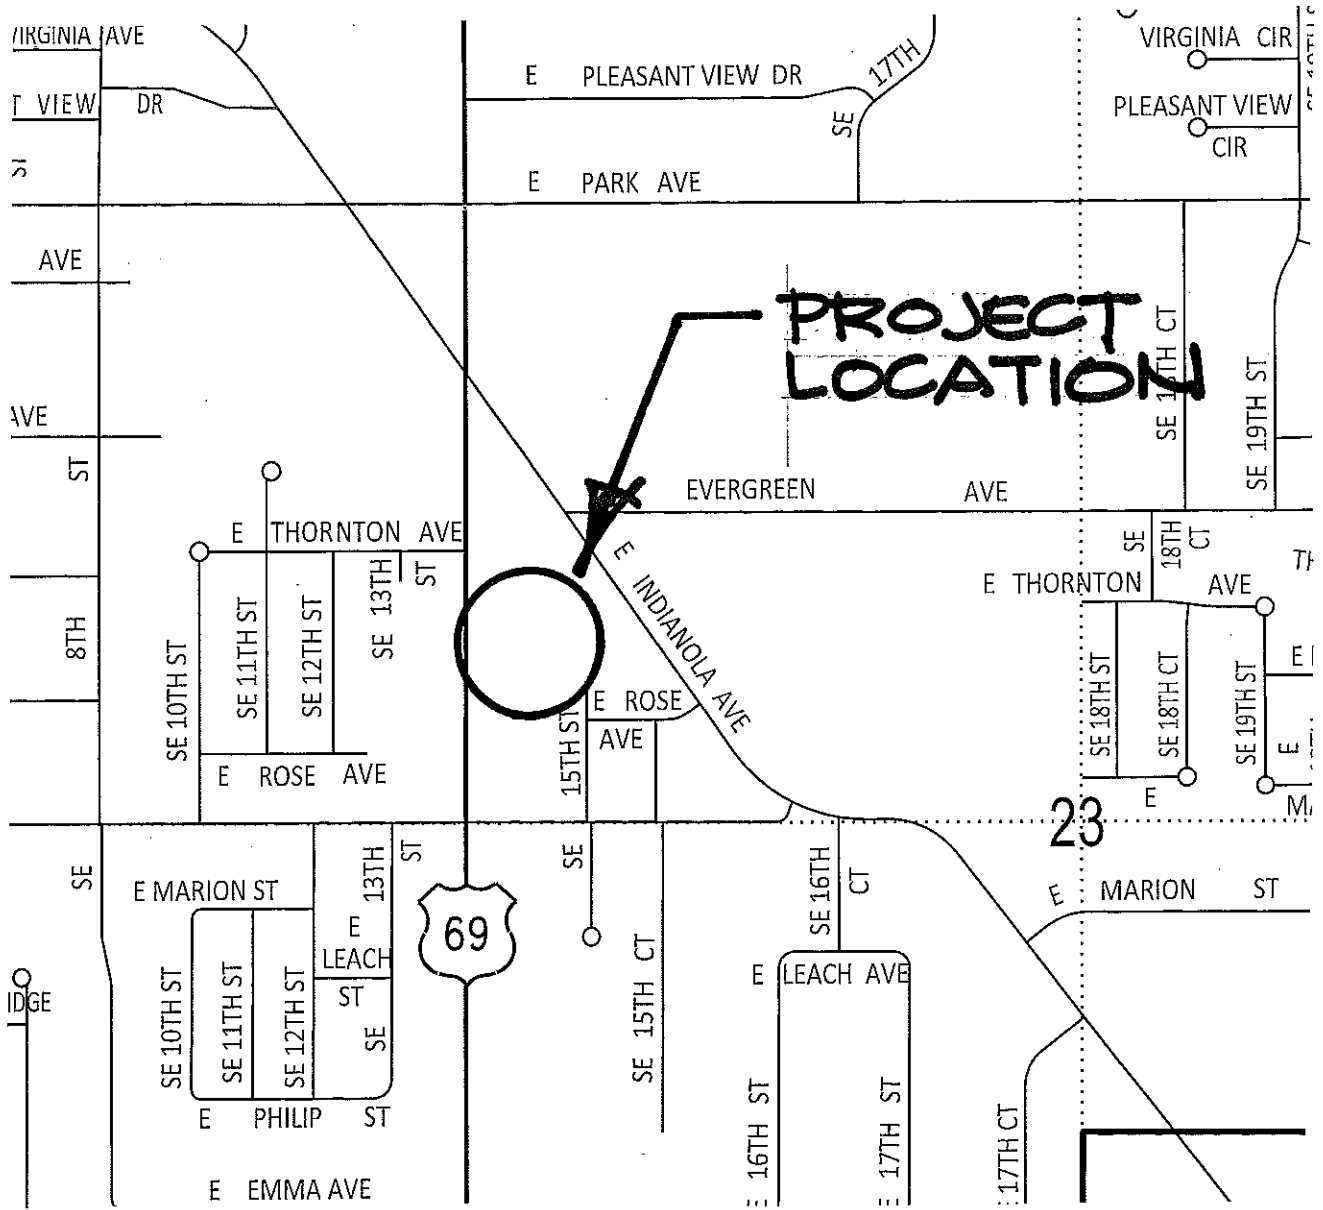 VIRGINIA AVE
E PLEASANT VIEW DR
SE 17TH
VIRGINIA CIR
T VIEW DR
PLEASANT VIEW CIR
ST
E PARK AVE
AVE
PROJECT
LOCATION
SE 19TH ST
AVE
ST
EVERGREEN AVE
E THORNTON AVE
SE 13TH ST
SE 18TH CT
E THORNTON AVE
8TH
SE 10TH ST
SE 11TH ST
SE 12TH ST
E INDIANOLA AVE
SE 18TH ST
SE 18TH CT
SE 19TH ST
E ROSE AVE
E ROSE AVE
15TH ST
E
E
23
SE
SE
13TH ST
E MARION ST
E LEACH ST
SE
69
SE 16TH CT
E MARION ST
E LEACH AVE
IDGE
SE 10TH ST
SE 11TH ST
SE 12TH ST
SE 15TH CT
E PHILIP ST
16TH ST
17TH ST
17TH CT
E EMMA AVE